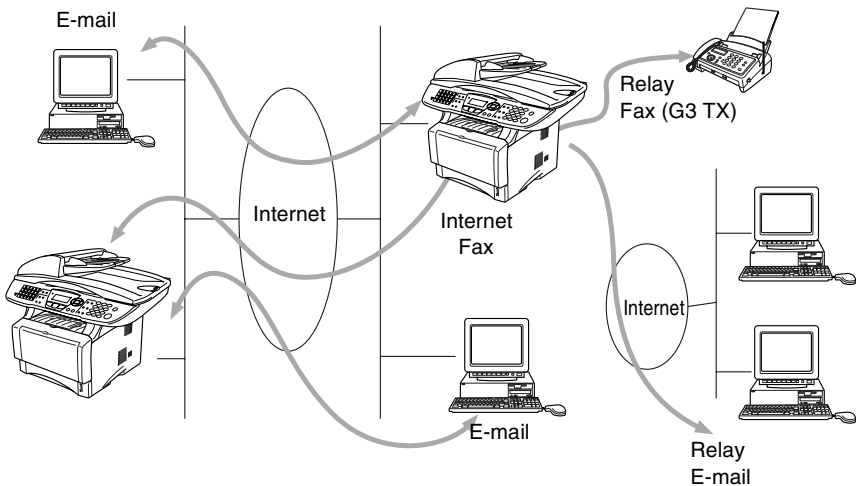 E-mail
Relay
Fax (G3 TX)
Internet
Internet
Fax
Internet
E-mail
Relay
E-mail